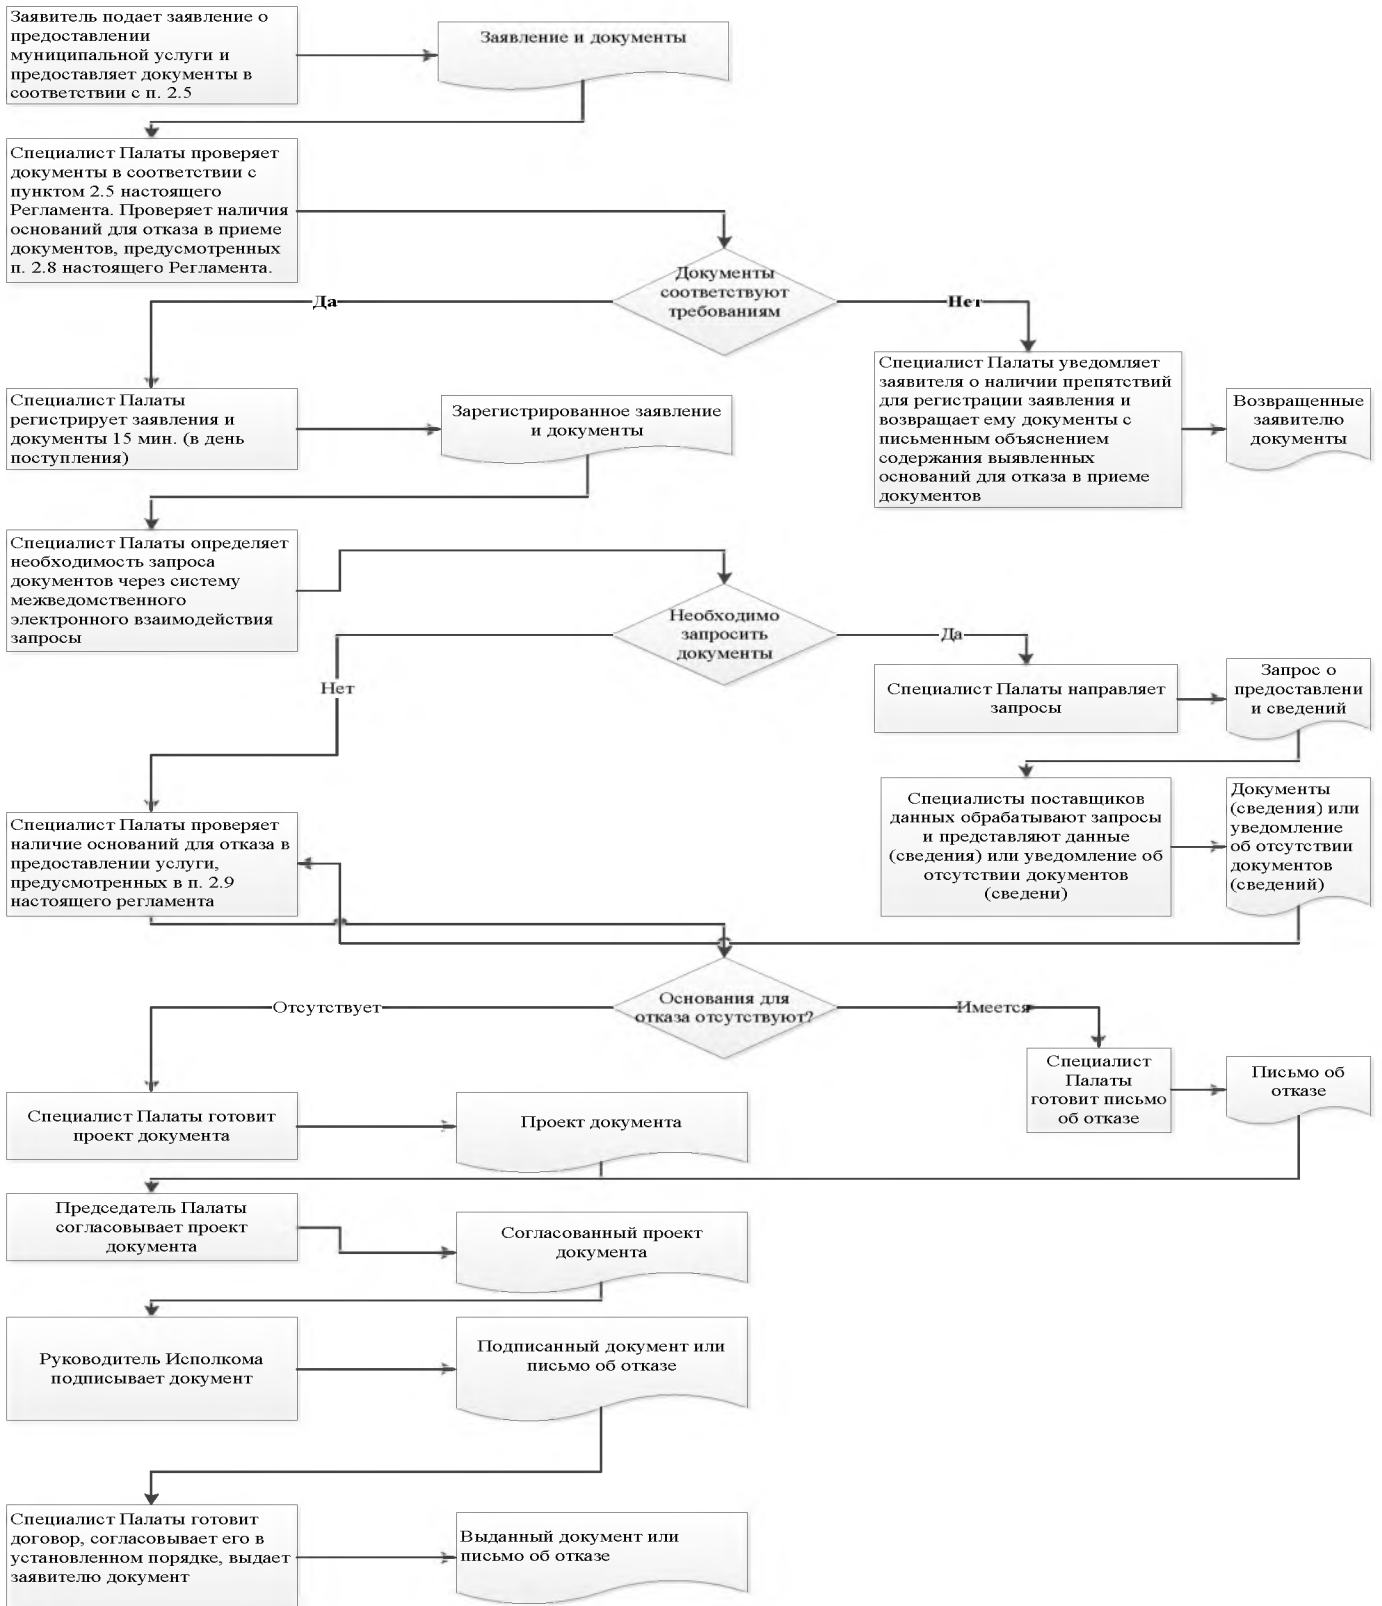 Заявитель подает заявление о
предоставлении
муниципальной услуги и
предоставляет документы в
соответствии с п. 2.5
Заявление и документы
Специалист Палаты проверяет
документы в соответствии с
пунктом 2.5 настоящего
Регламента. Проверяет наличия
оснований для отказа в приеме
документов, предусмотренных
п. 2.8 настоящего Регламента.
Документы
соответствуют
требованиям
Да
Нет
Специалист Палаты
регистрирует заявления и
документы 15 мин. (в день
поступления)
Зарегистрированное заявление
и документы
Специалист Палаты уведомляет
заявителя о наличии препятствий
для регистрации заявления и
возвращает ему документы с
письменным объяснением
содержания выявленных
оснований для отказа в приеме
документов
Возвращенные
заявителю
документы
Специалист Палаты определяет
необходимость запроса
документов через систему
межведомственного
электронного взаимодействия
запросы
Необходимо
запросить
документы
Да
Нет
Специалист Палаты направляет
запросы
Запрос о
предоставлени
и сведений
Специалисты поставщиков
данных обрабатывают запросы
и представляют данные
(сведения) или уведомление об
отсутствии документов
(сведени)
Документы
(сведения) или
уведомление
об отсутствии
документов
(сведений)
Специалист Палаты проверяет
наличие оснований для отказа в
предоставлении услуги,
предусмотренных в п. 2.9
настоящего регламента
Основания для
отказа отсутствуют?
Отсутствует
Имеется
Специалист
Палаты
готовит письмо
об отказе
Письмо об
отказе
Специалист Палаты готовит
проект документа
Проект документа
Председатель Палаты
согласовывает проект
документа
Согласованный проект
документа
Руководитель Исполкома
подписывает документ
Подписанный документ или
письмо об отказе
Специалист Палаты готовит
договор, согласовывает его в
установленном порядке, выдает
заявителю документ
Выданный документ или
письмо об отказе